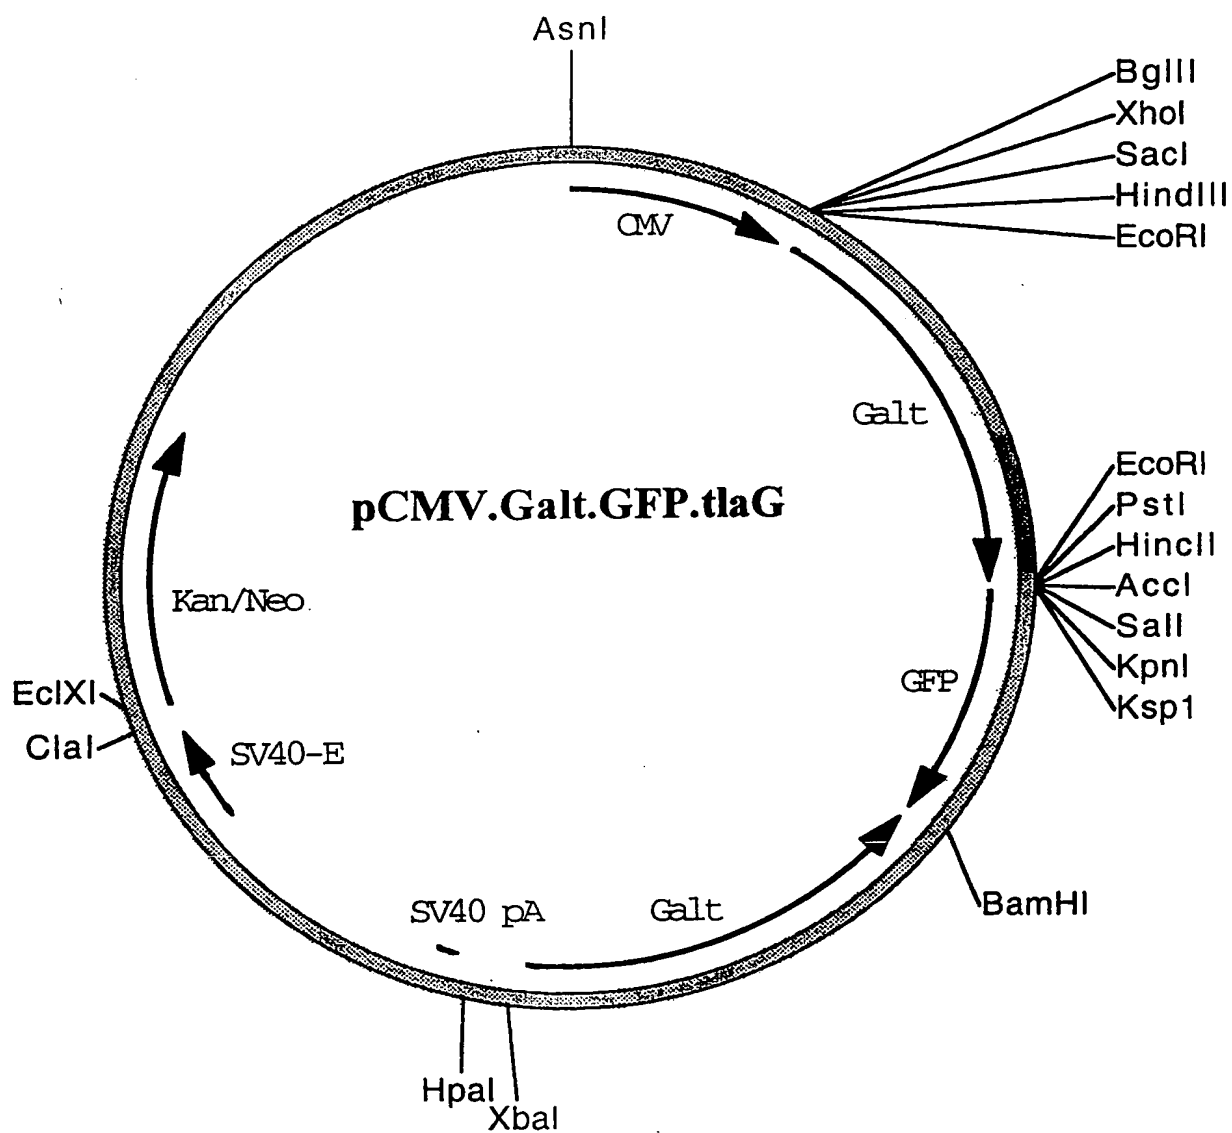 AsnI
BglII
XhoI
SacI
HindIII
EcoRI
CMV
Galt
pCMV.Galt.GFP.tlaG
EcoRI
PstI
HincII
AccI
SalI
KpnI
Ksp1
Kan/Neo
GFP
EclXI
ClaI
SV40-E
SV40 pA
Galt
BamHI
HpaI
XbaI